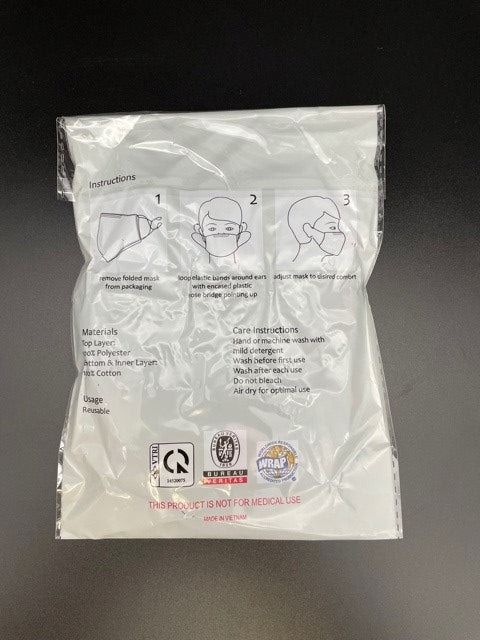 Instructions
1 2 3
remove folded mask
from packaging
loop elastic bands around ears
with encased plastic
nose bridge pointing up
adjust mask to disired comfort
Materials
Top Layer:
100% Polyester
Bottom & Inner Layer:
100% Cotton
Usage
Reusable
Care Instructions
Hand or machine wash with
mild detergent
Wash before first use
Wash after each use
Do not bleach
Air dry for optimal use
VTRI
BUREAU
VERITAS
1828
WRAP
THIS PRODUCT IS NOT FOR MEDICAL USE
MADE IN VIETNAM